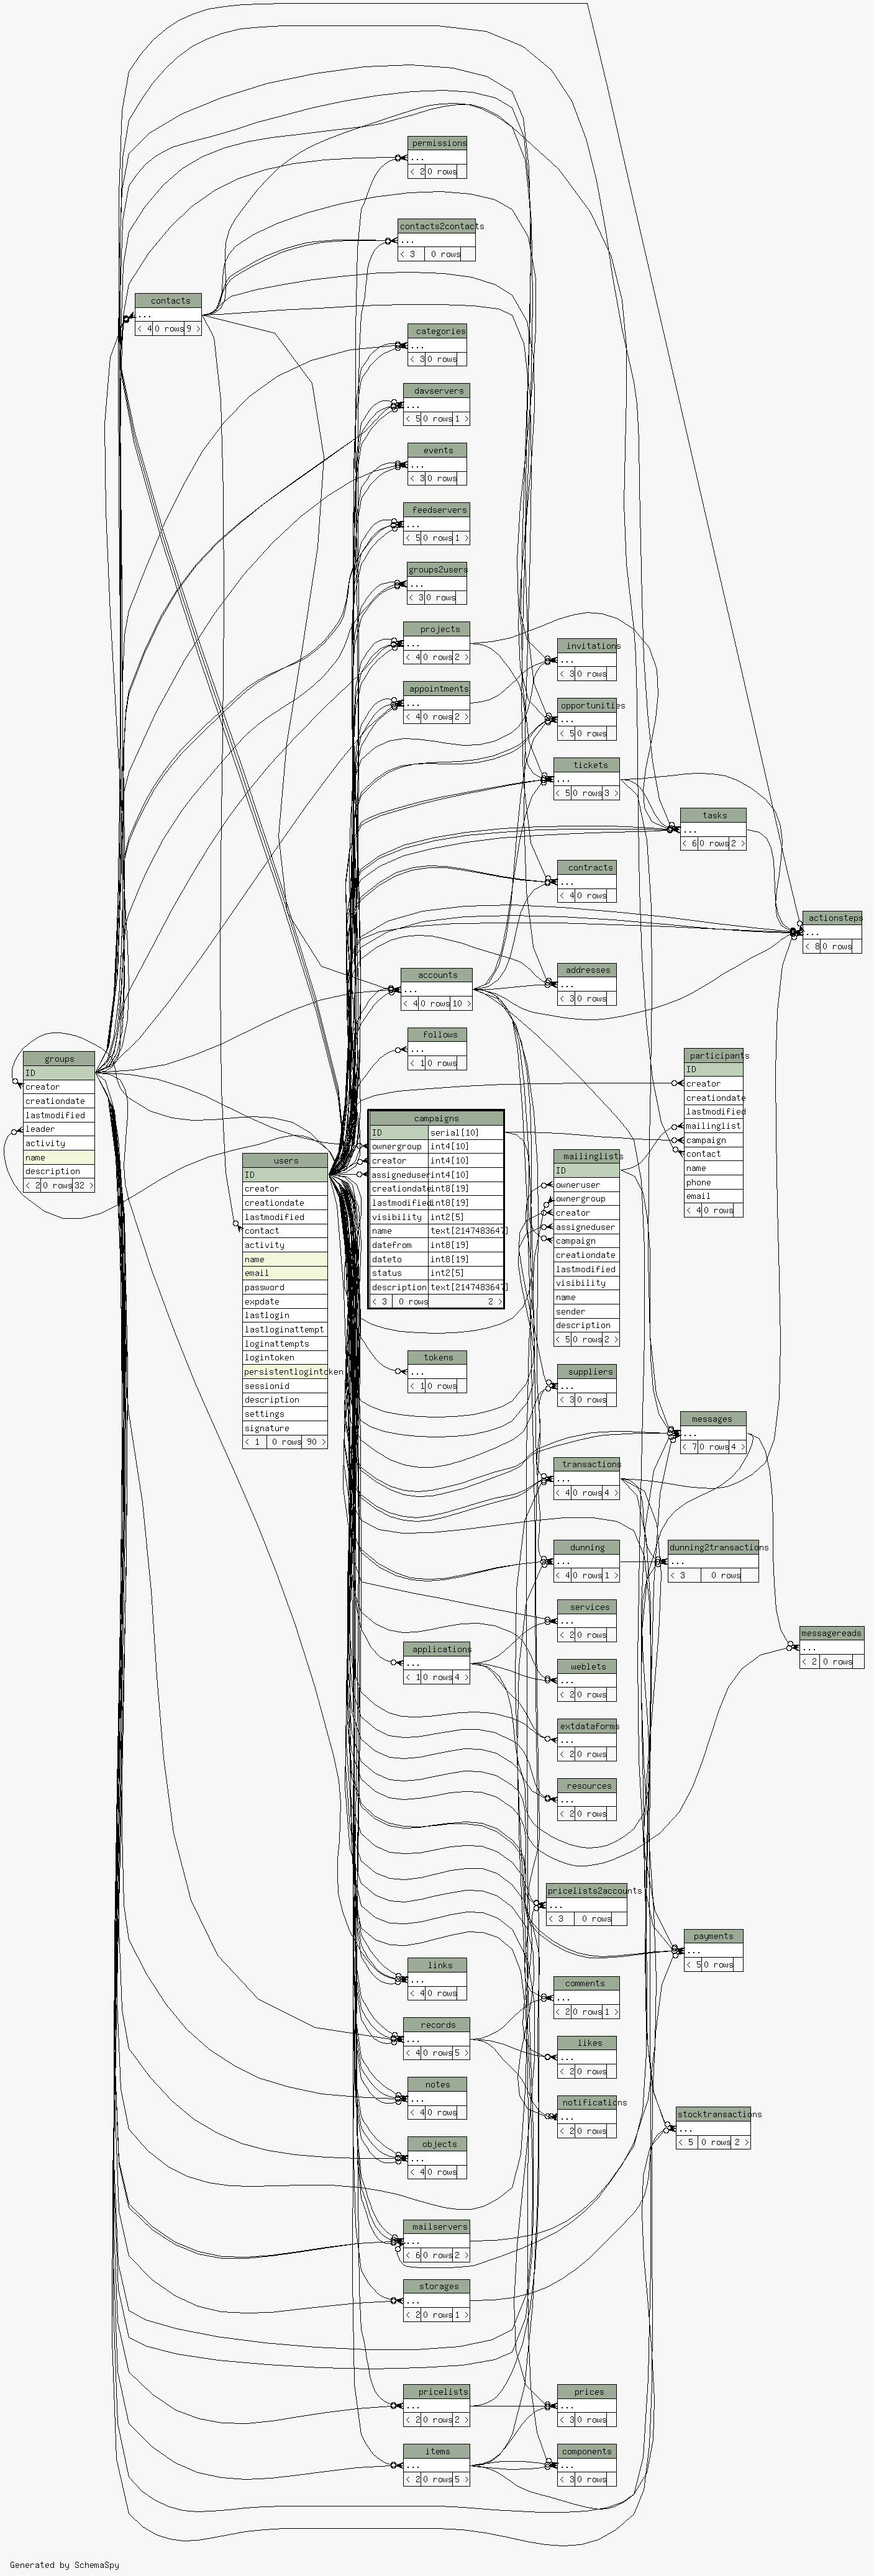 permissions
...
< 2 0 rows
contacts2contacts
...
< 3 0 rows
contacts
...
< 4 0 rows 9 >
categories
...
< 3 0 rows
davservers
...
< 5 0 rows 1 >
events
...
< 3 0 rows
feedservers
...
< 5 0 rows 1 >
groups2users
...
< 3 0 rows
projects
...
< 4 0 rows 2 >
invitations
...
< 3 0 rows
appointments
...
< 4 0 rows 2 >
opportunities
...
< 5 0 rows
tickets
...
< 5 0 rows 3 >
tasks
...
< 6 0 rows 2 >
contracts
...
< 4 0 rows
actionsteps
...
< 8 0 rows
addresses
...
< 3 0 rows
accounts
...
< 4 0 rows 10 >
follows
...
< 1 0 rows
groups
ID
creator
creationdate
lastmodified
leader
activity
name
description
< 2 0 rows 32 >
participants
ID
creator
creationdate
lastmodified
mailinglist
campaign
contact
name
phone
email
< 4 0 rows
campaigns
ID serial[10]
ownergroup int4[10]
creator int4[10]
assigneduser int4[10]
creationdate int8[19]
lastmodified int8[19]
visibility int2[5]
name text[2147483647]
datefrom int8[19]
dateto int8[19]
status int2[5]
description text[2147483647]
< 3 0 rows 2 >
users
ID
creator
creationdate
lastmodified
contact
activity
name
email
password
expdate
lastlogin
lastloginattempt
loginattempts
logintoken
persistentlogintoken
sessionid
description
settings
signature
< 1 0 rows 90 >
mailinglists
ID
owneruser
ownergroup
creator
assigneduser
campaign
creationdate
lastmodified
visibility
name
sender
description
< 5 0 rows 2 >
tokens
...
< 1 0 rows
suppliers
...
< 3 0 rows
messages
...
< 7 0 rows 4 >
transactions
...
< 4 0 rows 4 >
dunning
...
< 4 0 rows 1 >
dunning2transactions
...
< 3 0 rows
services
...
< 2 0 rows
messagereads
...
< 2 0 rows
applications
...
< 1 0 rows 4 >
weblets
...
< 2 0 rows
extdataforms
...
< 2 0 rows
resources
...
< 2 0 rows
pricelists2accounts
...
< 3 0 rows
payments
...
< 5 0 rows
links
...
< 4 0 rows
comments
...
< 2 0 rows 1 >
records
...
< 4 0 rows 5 >
likes
...
< 2 0 rows
notes
...
< 4 0 rows
notifications
...
< 2 0 rows
stocktransactions
...
< 5 0 rows 2 >
objects
...
< 4 0 rows
mailservers
...
< 6 0 rows 2 >
storages
...
< 2 0 rows 1 >
pricelists
...
< 2 0 rows 2 >
prices
...
< 3 0 rows
items
...
< 2 0 rows 5 >
components
...
< 3 0 rows
Generated by SchemaSpy